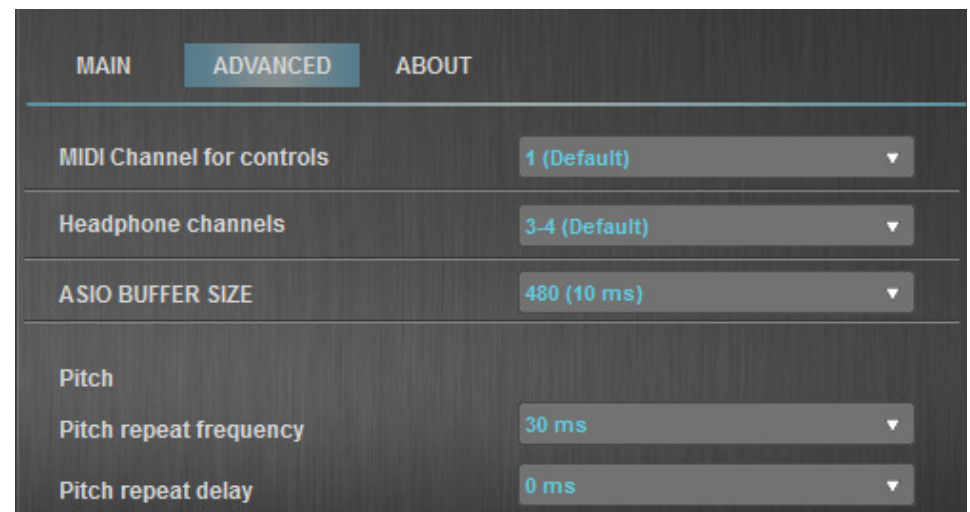 MAIN ADVANCED ABOUT
MIDI Channel for controls 1 (Default)
Headphone channels 3-4 (Default)
ASIO BUFFER SIZE 480 (10 ms)
Pitch
Pitch repeat frequency 30 ms
Pitch repeat delay 0 ms